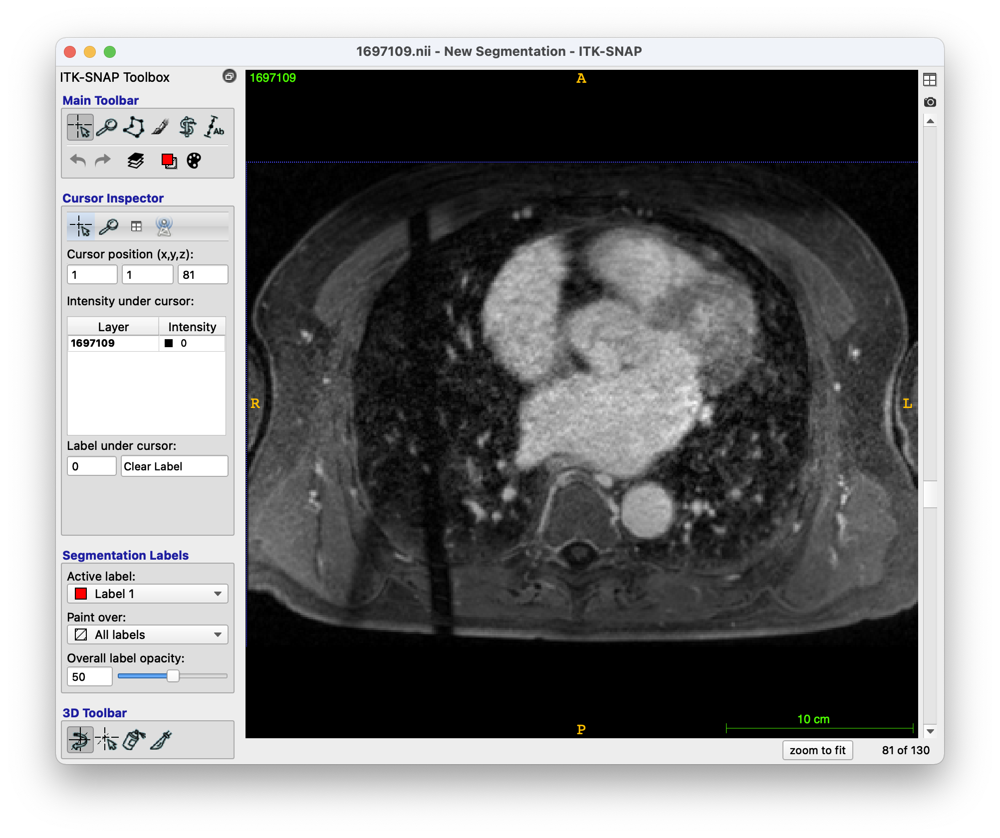 1697109.nii - New Segmentation - ITK-SNAP
ITK-SNAP Toolbox
Main Toolbar
Ab
Cursor Inspector
Cursor position (x,y,z):
1 1 81
Intensity under cursor:
Layer Intensity
1697109 0
Label under cursor:
0 Clear Label
Segmentation Labels
Active label:
Label 1
Paint over:
All labels
Overall label opacity:
50
3D Toolbar
1697109
A
R
L
P
10 cm
zoom to fit 81 of 130